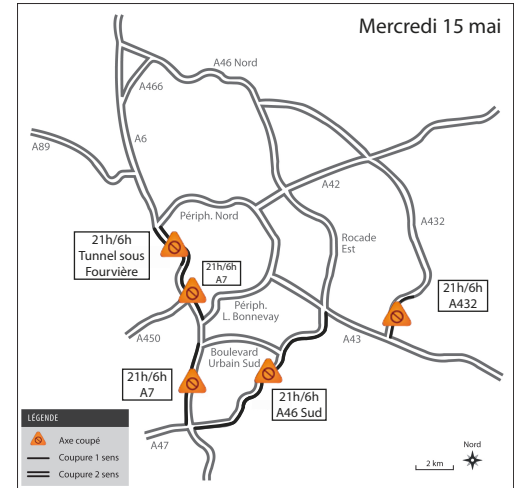 Mercredi 15 mai
A46 Nord
A466
A6
A89
A42
Périph. Nord
A432
21h/6h
Tunnel sous
Fourvière
Rocade
Est
21h/6h
A7
21h/6h
A432
Périph.
L. Bonnevay
A450
A43
Boulevard
Urbain Sud
21h/6h
A7
21h/6h
A46 Sud
A47
LÉGENDE
Axe coupé
Coupure 1 sens
Coupure 2 sens
Nord
2 km